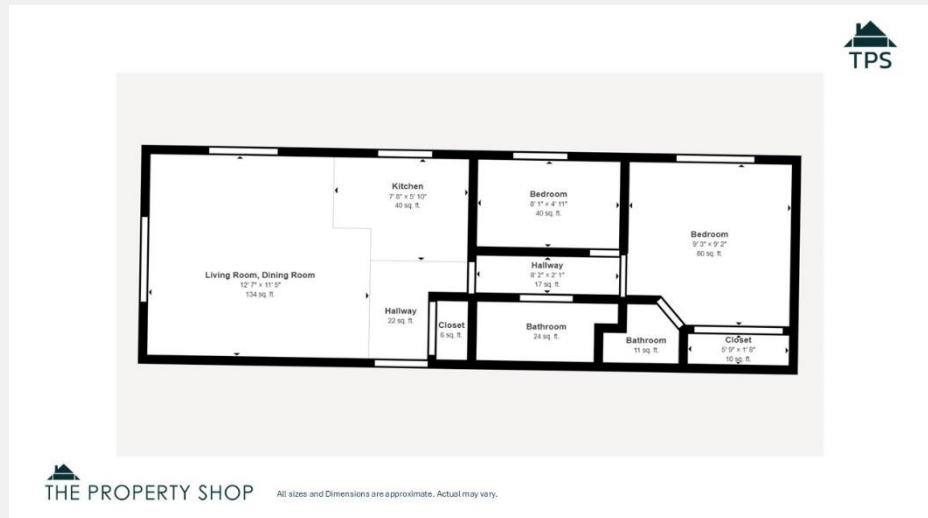 TPS
Kitchen
7' 8" × 5' 10"
40 sq. ft.
Bedroom
8' 1" × 4' 11"
40 sq. ft.
Bedroom
9' 3" × 9' 2"
80 sq. ft.
Living Room, Dining Room
12' 7" × 11' 5"
134 sq. ft.
Hallway
8' 2" × 2' 1"
17 sq. ft.
Hallway
22 sq. ft.
Closet
6 sq. ft.
Bathroom
24 sq. ft.
Bathroom
11 sq. ft.
Closet
5' 9" × 1' 8"
10 sq. ft.
THE PROPERTY SHOP
All sizes and Dimensions are approximate. Actual may vary.